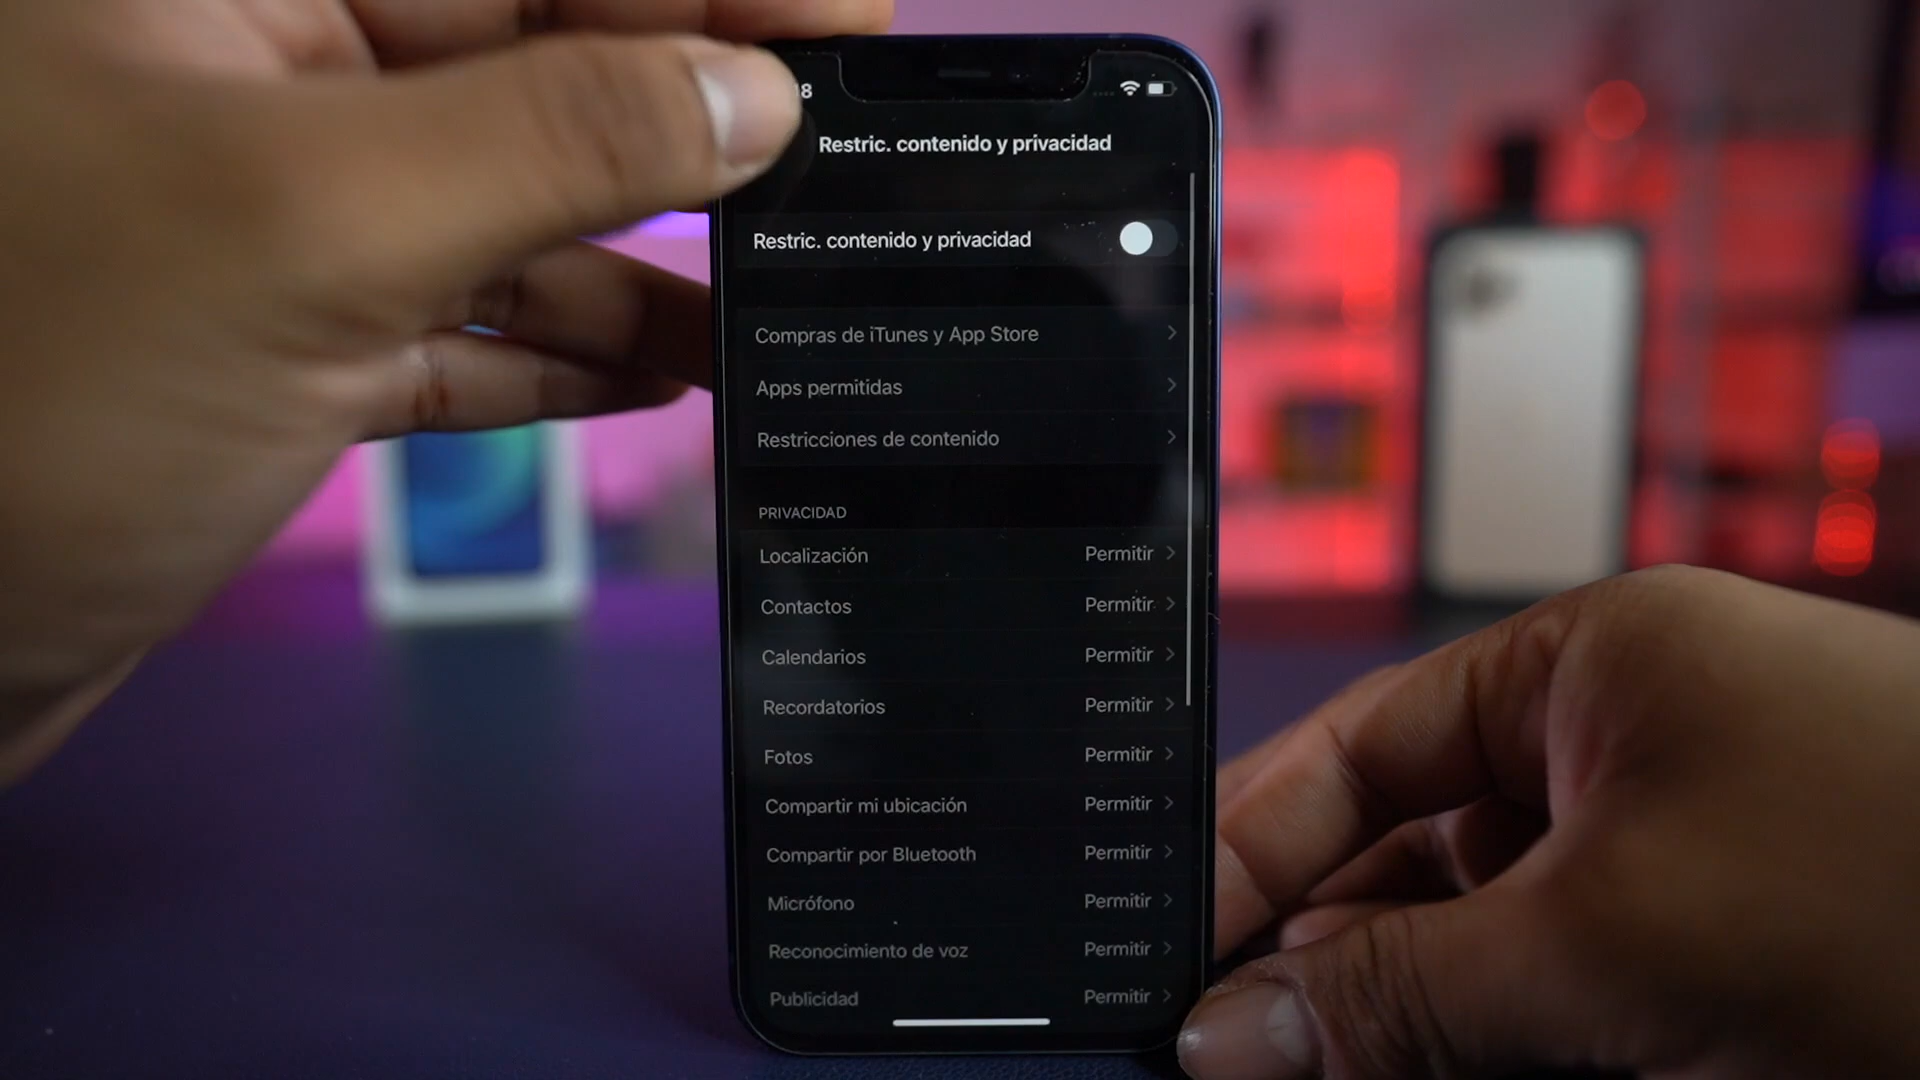 18
Restric. contenido y privacidad
Restric. contenido y privacidad
Compras de iTunes y App Store
Apps permitidas
Restricciones de contenido
PRIVACIDAD
Localización Permitir
Contactos Permitir
Calendarios Permitir
Recordatorios Permitir
Fotos Permitir
Compartir mi ubicación Permitir
Compartir por Bluetooth Permitir
Micrófono Permitir
Reconocimiento de voz Permitir
Publicidad Permitir